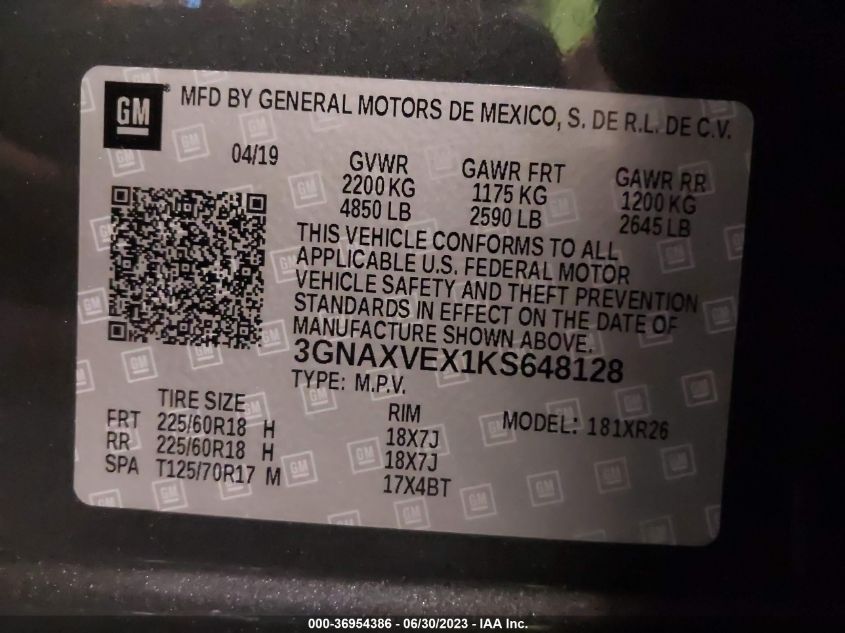 GM MFD BY GENERAL MOTORS DE MEXICO, S. DE R.L. DE C.V.
04/19 GVWR GAWR FRT GAWR RR
2200 KG 1175 KG 1200 KG
4850 LB 2590 LB 2645 LB
THIS VEHICLE CONFORMS TO ALL
APPLICABLE U.S. FEDERAL MOTOR
VEHICLE SAFETY AND THEFT PREVENTION
STANDARDS IN EFFECT ON THE DATE OF
MANUFACTURE SHOWN ABOVE.
3GNAXVEX1KS648128
TYPE: M.P.V.
TIRE SIZE RIM MODEL: 181XR26
FRT 225/60R18 H 18X7J
RR 225/60R18 H 18X7J
SPA T125/70R17 M 17X4BT
000-36954386 - 06/30/2023 - IAA Inc.